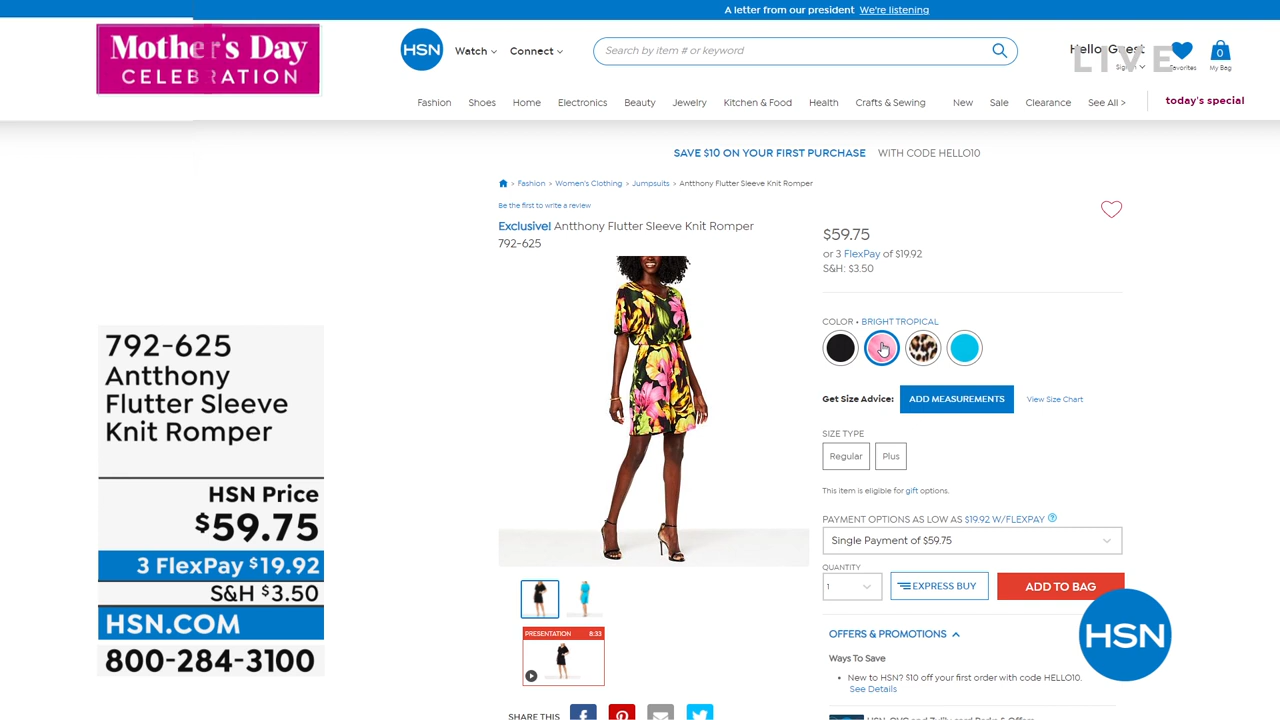 A letter from our president We're listening
Mother's Day
CELEBRATION
HSN
Watch
Connect
Search by item # or keyword
Hello Guest
LIVE
Favorites
0
My Bag
Fashion Shoes Home Electronics Beauty Jewelry Kitchen & Food Health Crafts & Sewing New Sale Clearance See All > today's special
SAVE $10 ON YOUR FIRST PURCHASE WITH CODE HELLO10
> Fashion > Women's Clothing > Jumpsuits > Antthony Flutter Sleeve Knit Romper
Be the first to write a review
Exclusive! Antthony Flutter Sleeve Knit Romper
792-625
$59.75
or 3 FlexPay of $19.92
S&H: $3.50
COLOR • BRIGHT TROPICAL
Get Size Advice: ADD MEASUREMENTS View Size Chart
SIZE TYPE
Regular Plus
This item is eligible for gift options.
PAYMENT OPTIONS AS LOW AS $19.92 W/FLEXPAY ?
Single Payment of $59.75
QUANTITY
1
EXPRESS BUY
ADD TO BAG
OFFERS & PROMOTIONS
Ways To Save
• New to HSN? $10 off your first order with code HELLO10.
See Details
HSN
PRESENTATION 8:33
SHARE THIS
792-625
Antthony
Flutter Sleeve
Knit Romper
HSN Price
$59.75
3 FlexPay $19.92
S&H $3.50
HSN.COM
800-284-3100